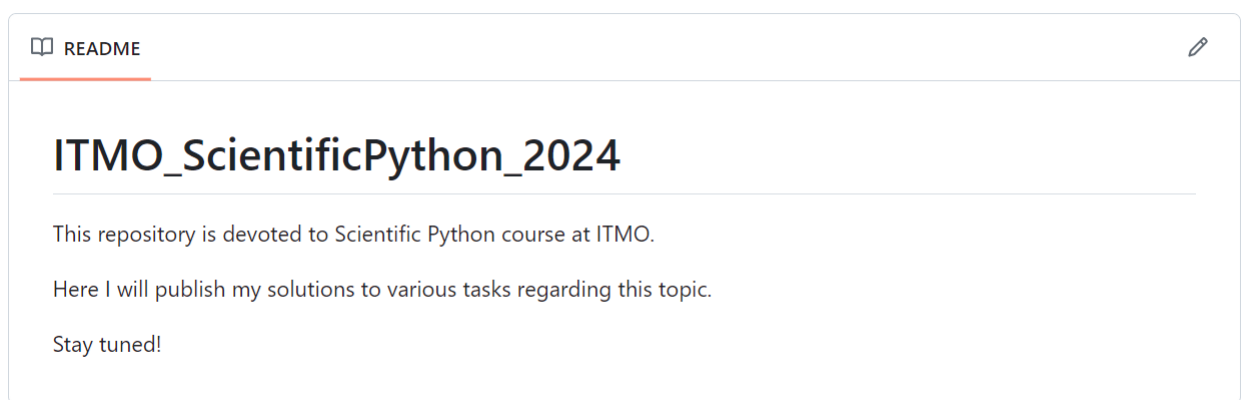 README
ITMO_ScientificPython_2024
This repository is devoted to Scientific Python course at ITMO.
Here I will publish my solutions to various tasks regarding this topic.
Stay tuned!